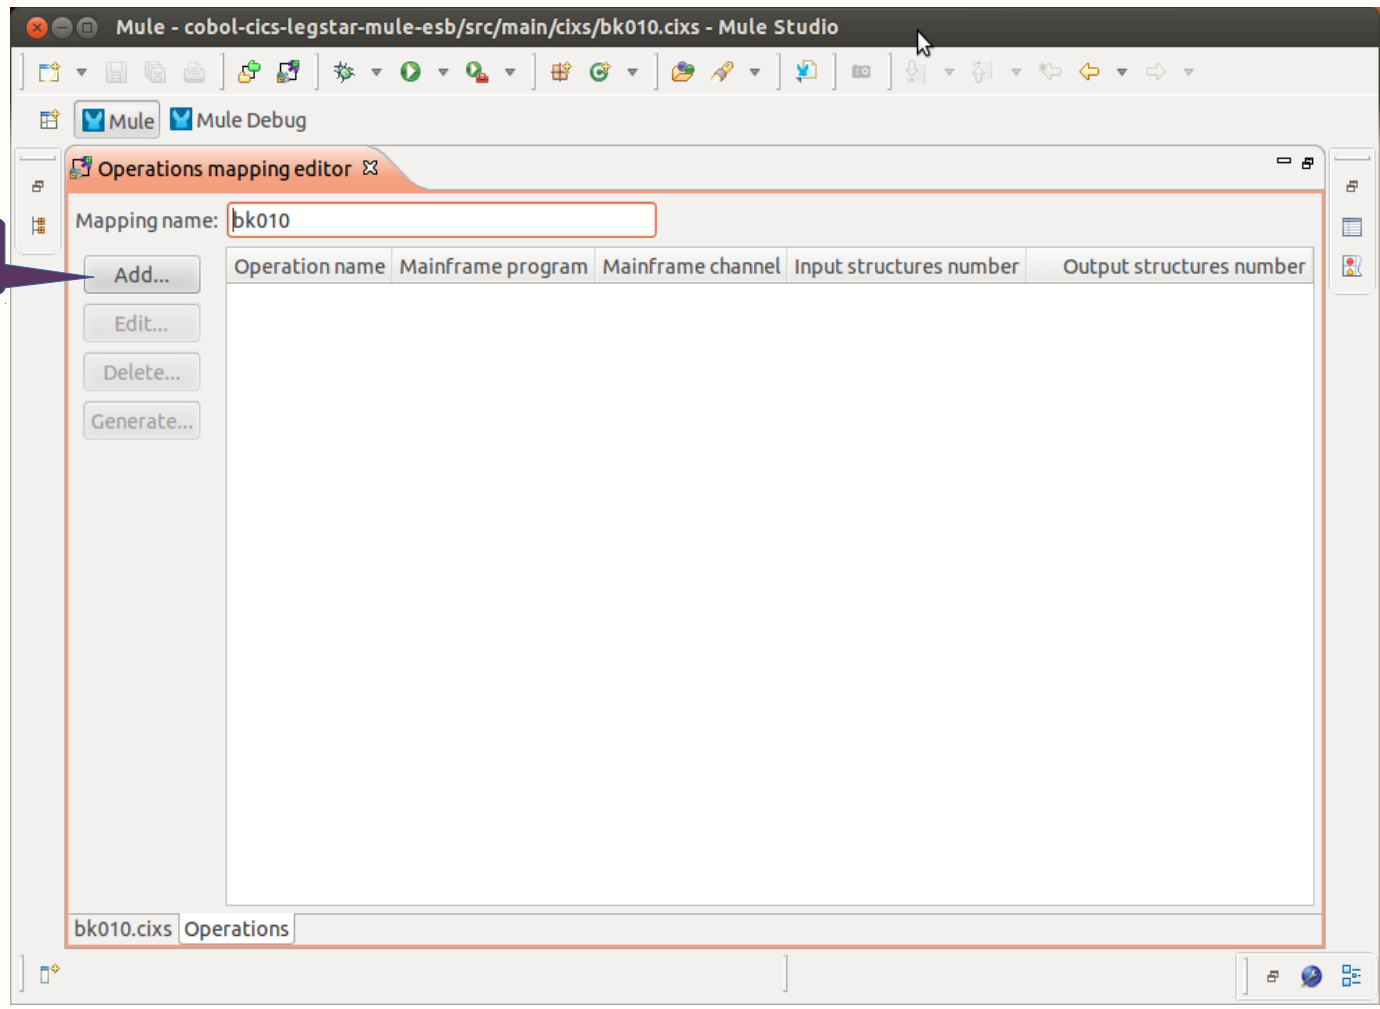 Mule - cobol-cics-legstar-mule-esb/src/main/cixs/bk010.cixs - Mule Studio
Mule Mule Debug
Operations mapping editor
Mapping name: bk010
Add... Operation name Mainframe program Mainframe channel Input structures number Output structures number
Edit...
Delete...
Generate...
bk010.cixs Operations